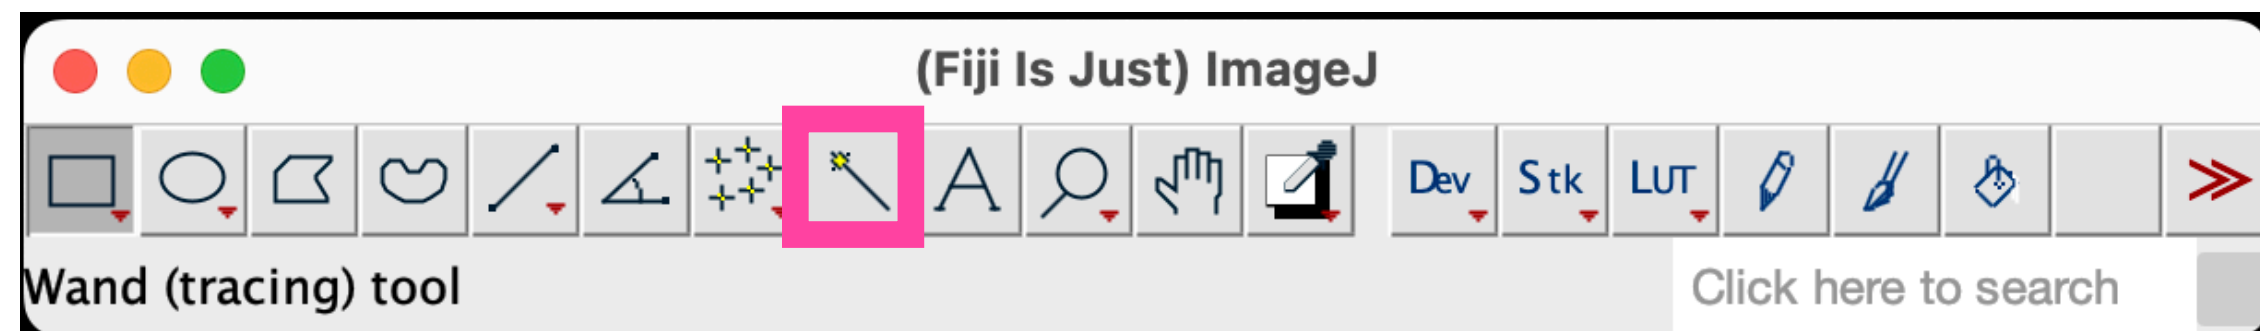 (Fiji Is Just) ImageJ
A Dev Stk LUT >>
Wand (tracing) tool Click here to search